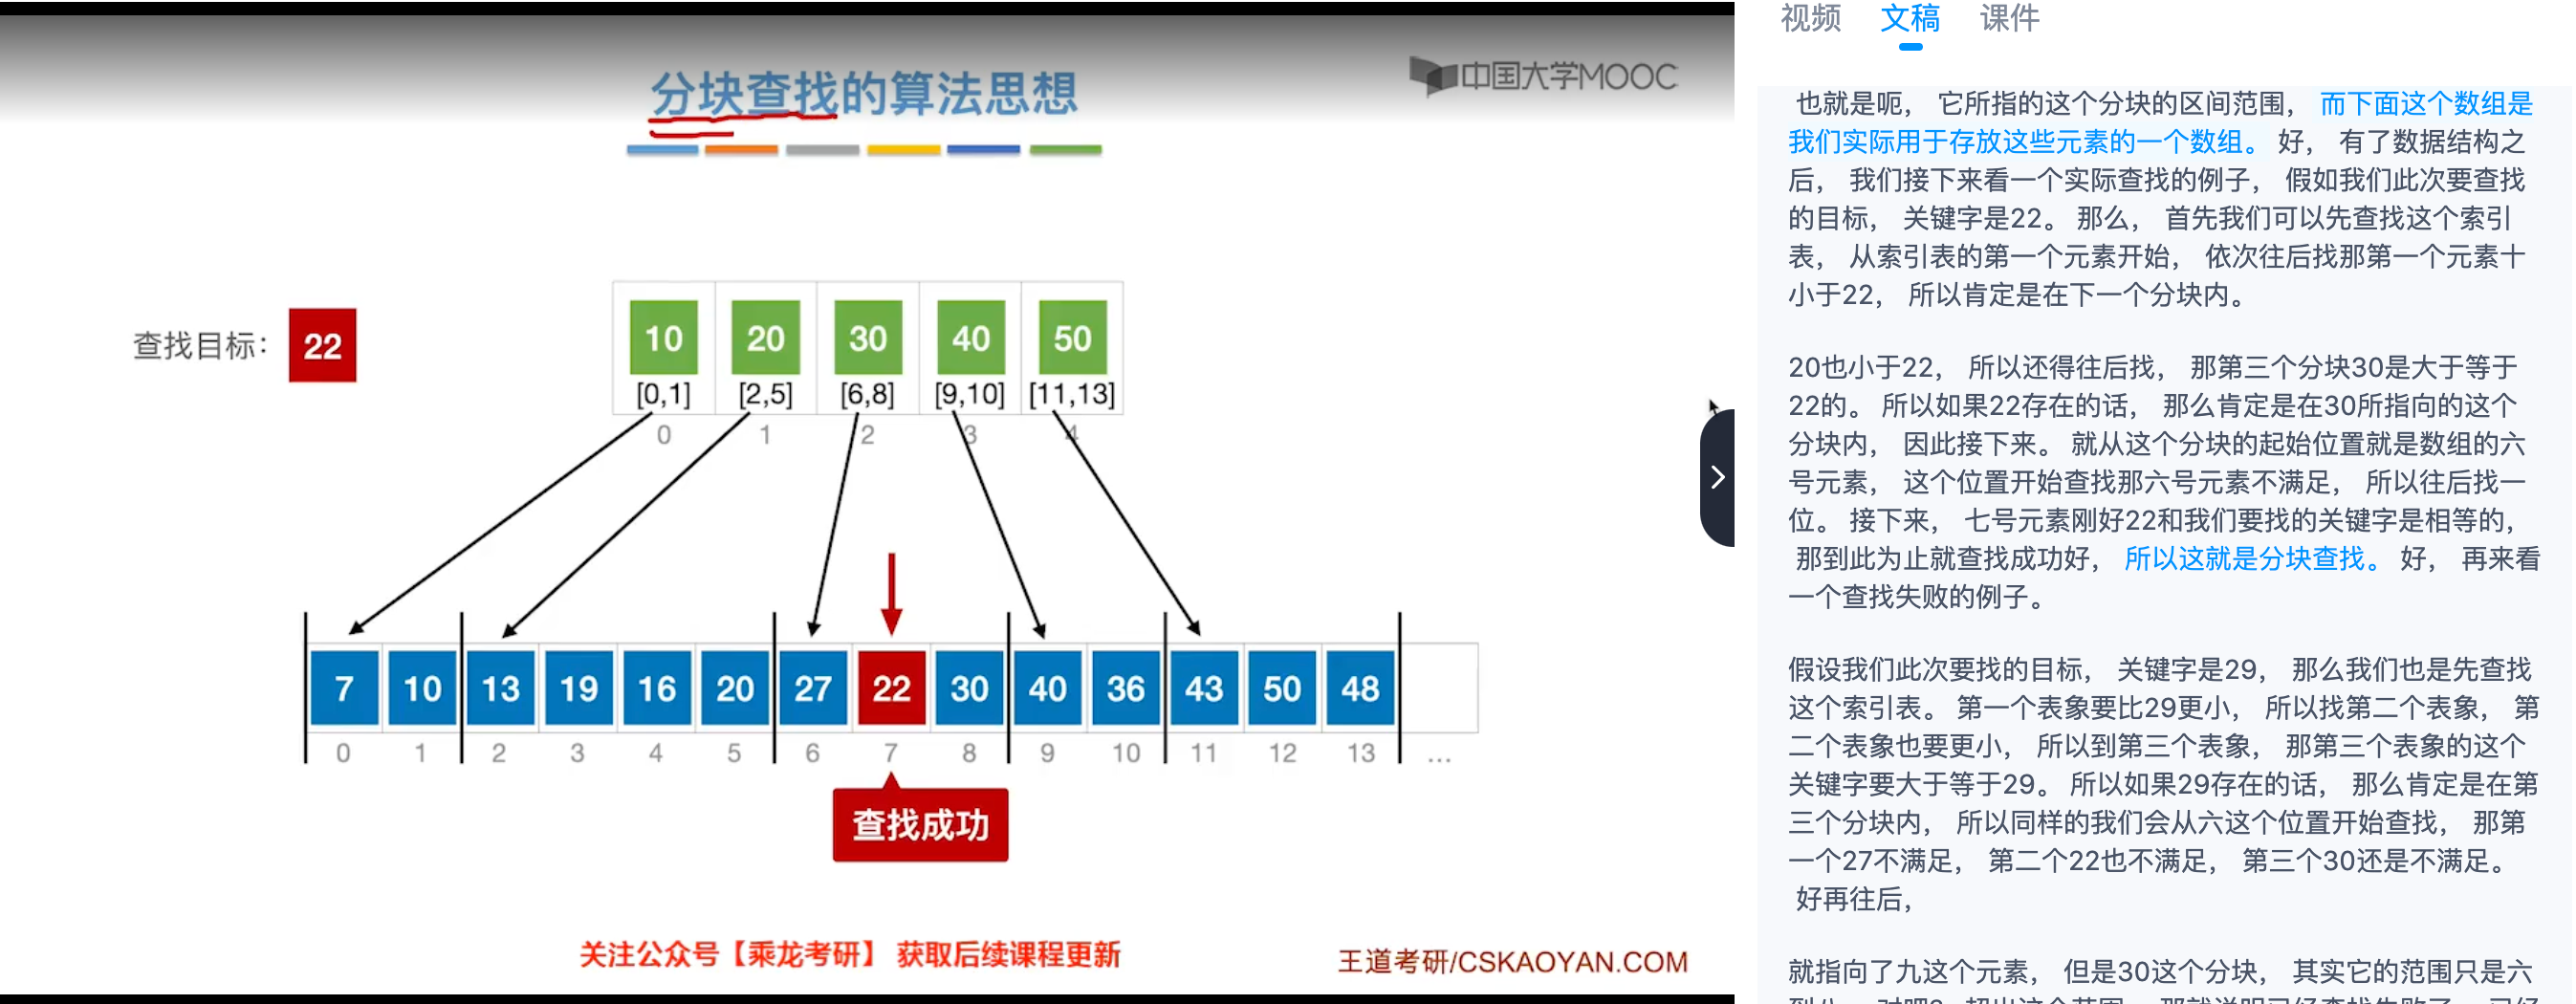 分块查找的算法思想
中国大学MOOC
查找目标：
22
10 20 30 40 50
[0,1] [2,5] [6,8] [9,10] [11,13]
0 1 2 3 4
7 10 13 19 16 20 27 22 30 40 36 43 50 48
0 1 2 3 4 5 6 7 8 9 10 11 12 13 ...
查找成功
关注公众号【乘龙考研】 获取后续课程更新
王道考研/CSKAOYAN.COM
视频 文稿 课件
也就是呃， 它所指的这个分块的区间范围， 而下面这个数组是
我们实际用于存放这些元素的一个数组。 好， 有了数据结构之
后， 我们接下来看一个实际查找的例子， 假如我们此次要查找
的目标， 关键字是22。 那么， 首先我们可以先查找这个索引
表， 从索引表的第一个元素开始， 依次往后找那第一个元素十
小于22， 所以肯定是在下一个分块内。
20也小于22， 所以还得往后找， 那第三个分块30是大于等于
22的。 所以如果22存在的话， 那么肯定是在30所指向的这个
分块内， 因此接下来。 就从这个分块的起始位置就是数组的六
号元素， 这个位置开始查找那六号元素不满足， 所以往后找一
位。 接下来， 七号元素刚好22和我们要找的关键字是相等的，
那到此为止就查找成功好， 所以这就是分块查找。 好， 再来看
一个查找失败的例子。
假设我们此次要找的目标， 关键字是29， 那么我们也是先查找
这个索引表。 第一个表象要比29更小， 所以找第二个表象， 第
二个表象也要更小， 所以到第三个表象， 那第三个表象的这个
关键字要大于等于29。 所以如果29存在的话， 那么肯定是在第
三个分块内， 所以同样的我们会从六这个位置开始查找， 那第
一个27不满足， 第二个22也不满足， 第三个30还是不满足。
好再往后，
就指向了九这个元素， 但是30这个分块， 其实它的范围只是六